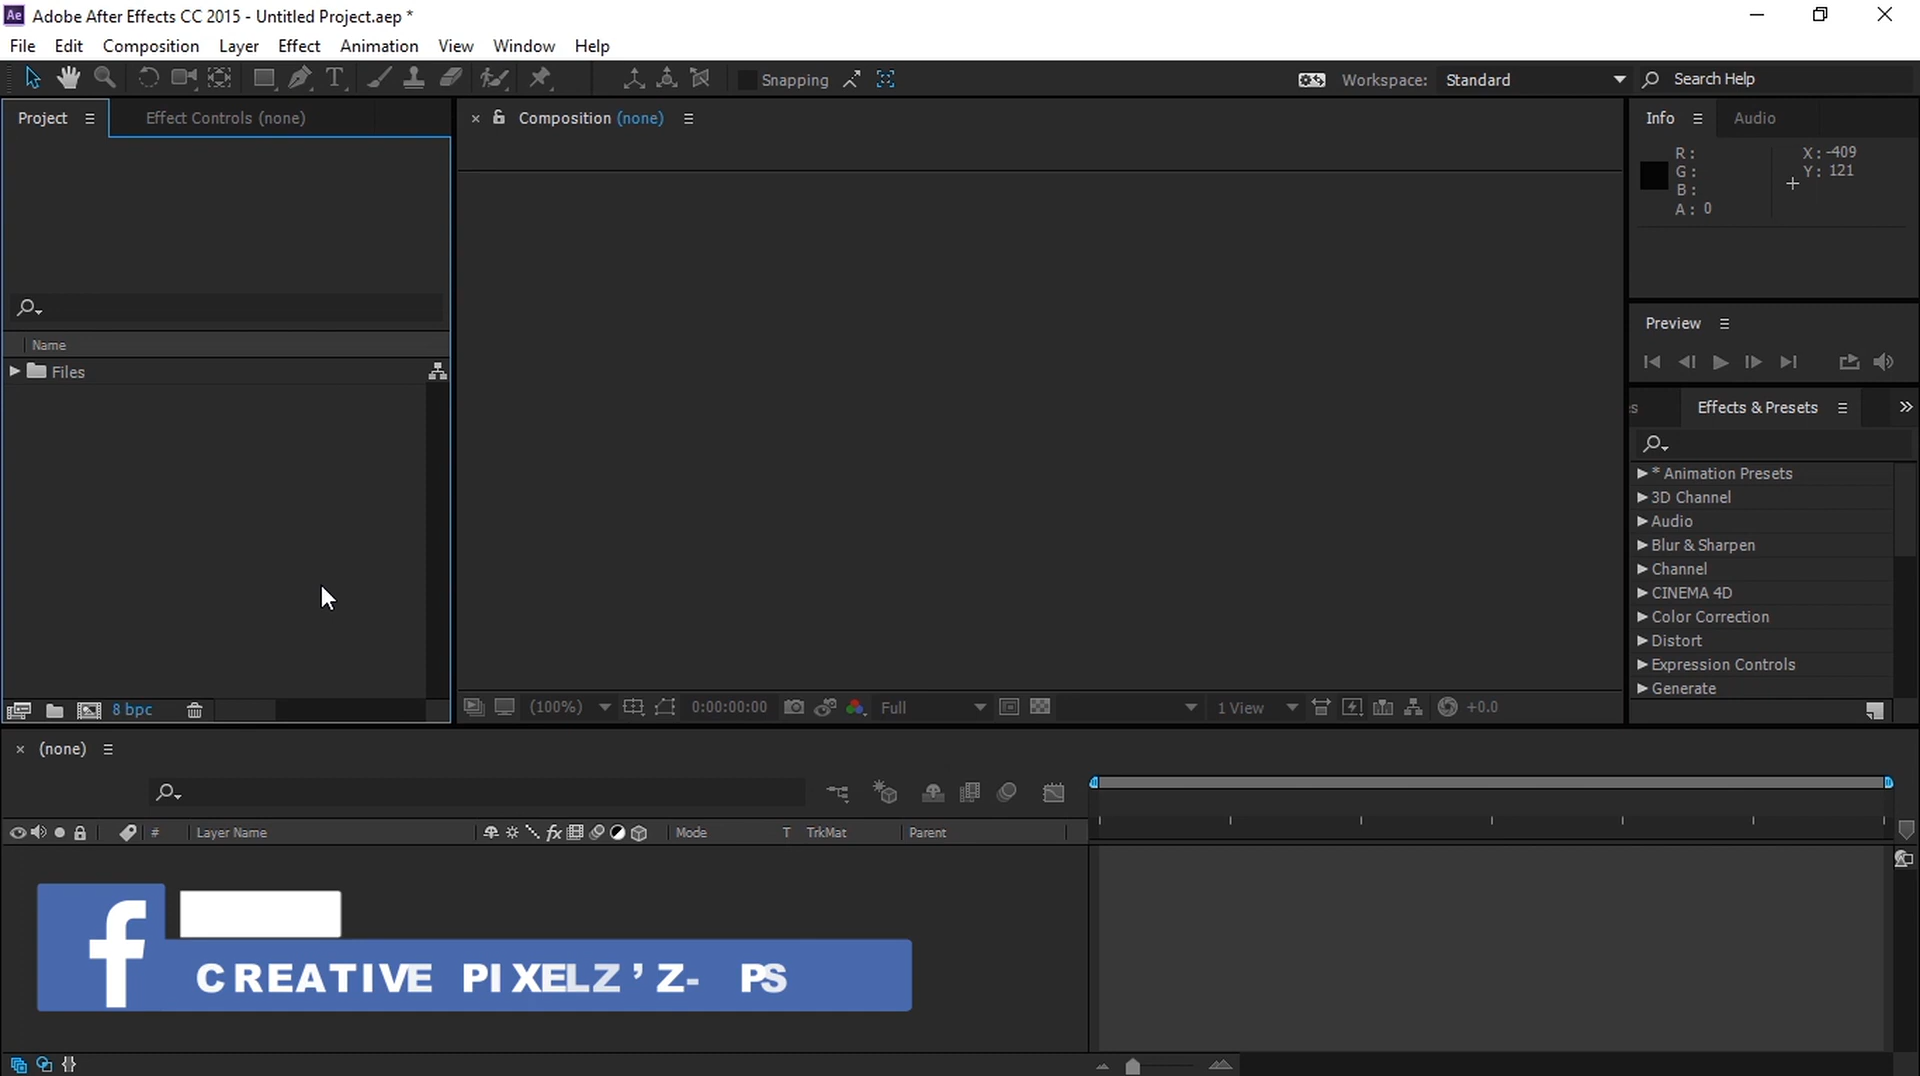 Ae Adobe After Effects CC 2015 - Untitled Project.aep *
File Edit Composition Layer Effect Animation View Window Help
T Snapping Workspace: Standard Search Help
Project Effect Controls (none) Composition (none) Info Audio
R: X: -409
G: Y: 121
B:
A: 0
Preview
Name
Files
Effects & Presets
* Animation Presets
3D Channel
Audio
Blur & Sharpen
Channel
CINEMA 4D
Color Correction
Distort
Expression Controls
Generate
8 bpc (100%) 0:00:00:00 Full 1 View +0.0
(none)
# Layer Name fx Mode T TrkMat Parent
f
CREATIVE PIXELZ'Z- PS